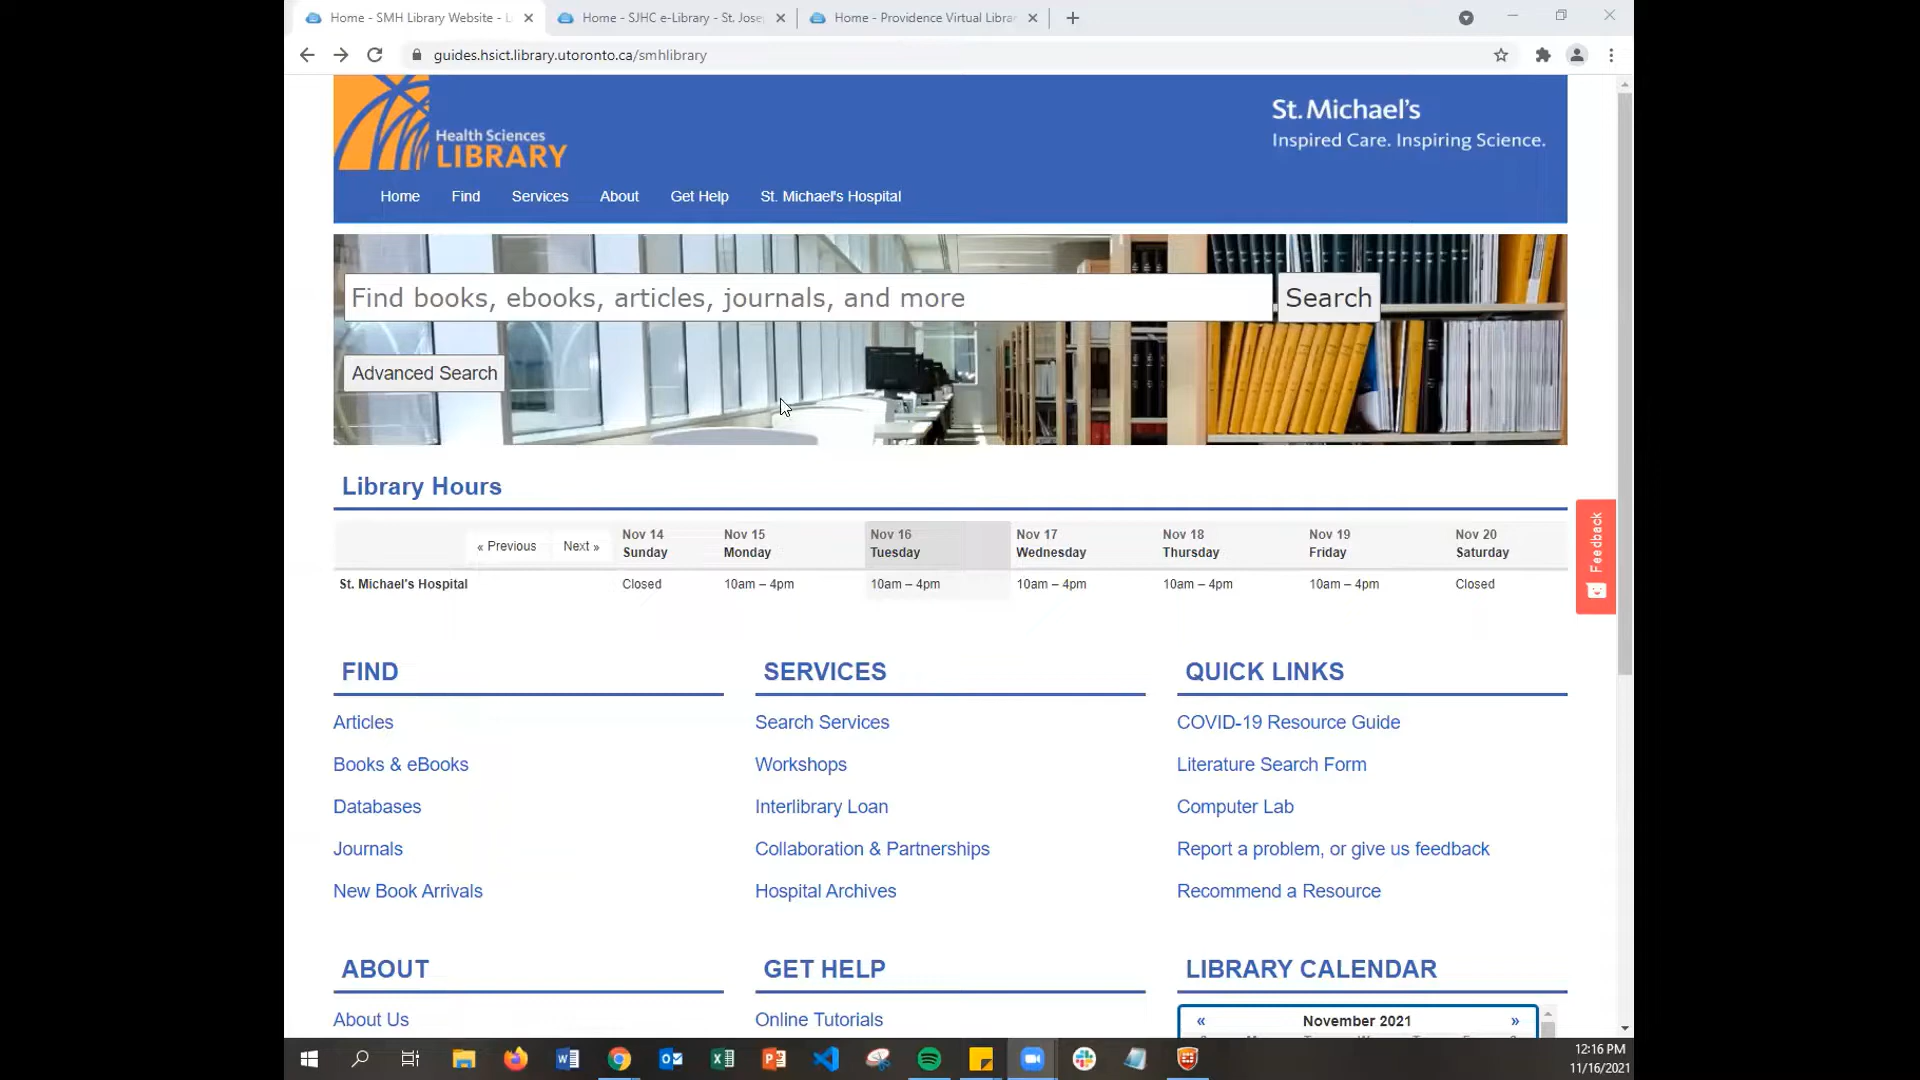 Home - SMH Library Website - L
Home - SJHC e-Library - St. Jose
Home - Providence Virtual Libra
guides.hsict.library.utoronto.ca/smhlibrary
Health Sciences
LIBRARY
St. Michael's
Inspired Care. Inspiring Science.
Home Find Services About Get Help St. Michael's Hospital
Find books, ebooks, articles, journals, and more
Search
Advanced Search
Library Hours
« Previous Next »
Nov 14 Nov 15 Nov 16 Nov 17 Nov 18 Nov 19 Nov 20
Sunday Monday Tuesday Wednesday Thursday Friday Saturday
St. Michael's Hospital Closed 10am – 4pm 10am – 4pm 10am – 4pm 10am – 4pm 10am – 4pm Closed
Feedback
FIND
Articles
Books & eBooks
Databases
Journals
New Book Arrivals
SERVICES
Search Services
Workshops
Interlibrary Loan
Collaboration & Partnerships
Hospital Archives
QUICK LINKS
COVID-19 Resource Guide
Literature Search Form
Computer Lab
Report a problem, or give us feedback
Recommend a Resource
ABOUT
About Us
GET HELP
Online Tutorials
LIBRARY CALENDAR
« November 2021 »
12:16 PM
11/16/2021